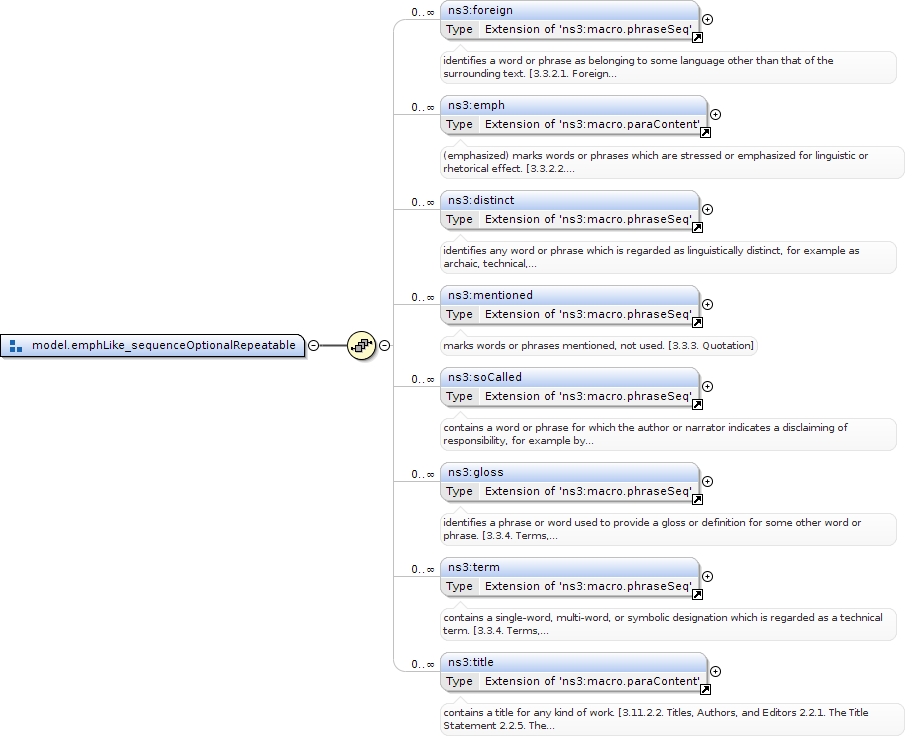 0..∞
ns3:foreign
Type Extension of 'ns3:macro.phraseSeq'
identifies a word or phrase as belonging to some language other than that of the
surrounding text. [3.3.2.1. Foreign...
0..∞
ns3:emph
Type Extension of 'ns3:macro.paraContent'
(emphasized) marks words or phrases which are stressed or emphasized for linguistic or
rhetorical effect. [3.3.2.2....
0..∞
ns3:distinct
Type Extension of 'ns3:macro.phraseSeq'
identifies any word or phrase which is regarded as linguistically distinct, for example as
archaic, technical,...
0..∞
ns3:mentioned
Type Extension of 'ns3:macro.phraseSeq'
marks words or phrases mentioned, not used. [3.3.3. Quotation]
model.emphLike_sequenceOptionalRepeatable
0..∞
ns3:soCalled
Type Extension of 'ns3:macro.phraseSeq'
contains a word or phrase for which the author or narrator indicates a disclaiming of
responsibility, for example by...
0..∞
ns3:gloss
Type Extension of 'ns3:macro.phraseSeq'
identifies a phrase or word used to provide a gloss or definition for some other word or
phrase. [3.3.4. Terms,...
0..∞
ns3:term
Type Extension of 'ns3:macro.phraseSeq'
contains a single-word, multi-word, or symbolic designation which is regarded as a technical
term. [3.3.4. Terms,...
0..∞
ns3:title
Type Extension of 'ns3:macro.paraContent'
contains a title for any kind of work. [3.11.2.2. Titles, Authors, and Editors 2.2.1. The Title
Statement 2.2.5. The...